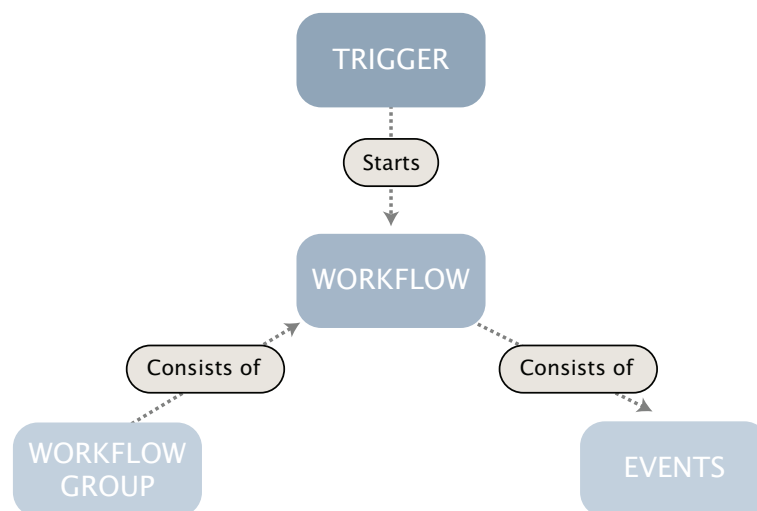 TRIGGER
Starts
WORKFLOW
Consists of
Consists of
WORKFLOW
GROUP
EVENTS